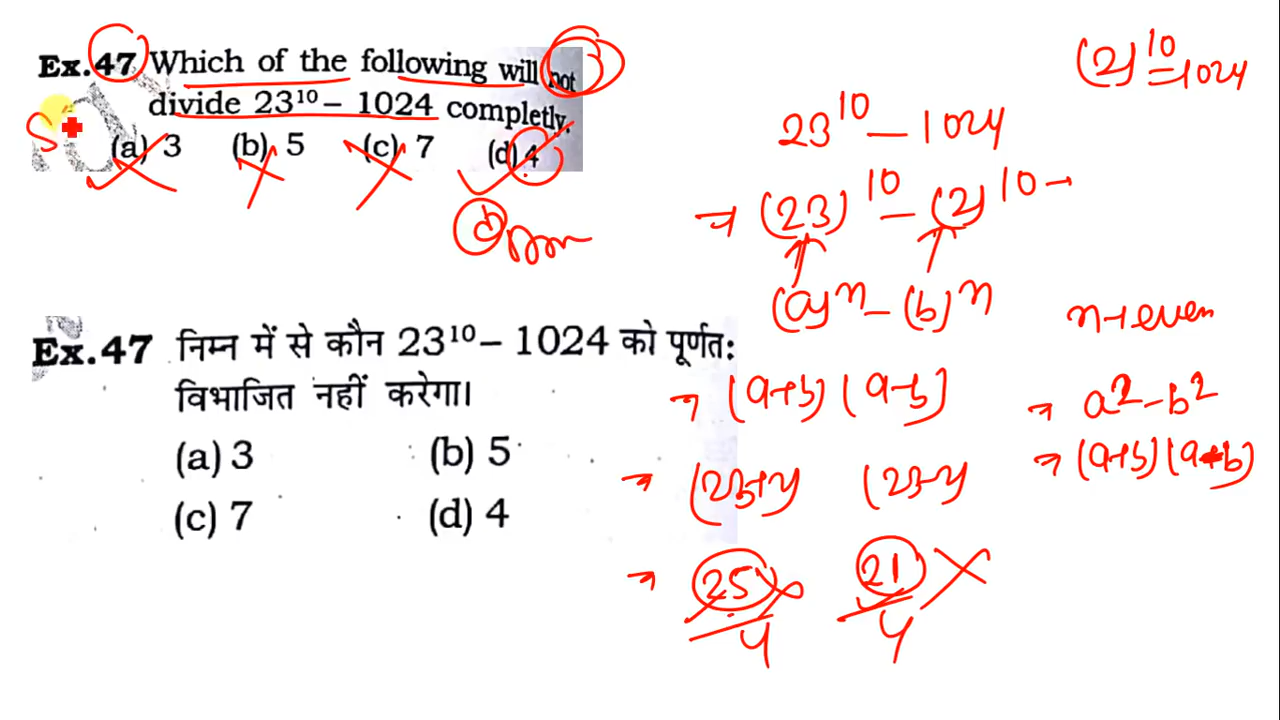 Ex.47 Which of the following will not
divide 23¹⁰ – 1024 completly.
(a) 3 (b) 5 (c) 7 (d) 4
(d)
(2)¹⁰ = 1024
23¹⁰ – 1024
→ (23)¹⁰ – (2)¹⁰ →
(a)ⁿ – (b)ⁿ
n → even
→ (a+b) (a-b)
→ a² – b²
→ (a+b) (a-b)
→ (23+2) (23-2)
→ 25/4 × 21/4 ×
Ex.47 निम्न में से कौन 23¹⁰ – 1024 को पूर्णत:
विभाजित नहीं करेगा।
(a) 3 (b) 5
(c) 7 (d) 4